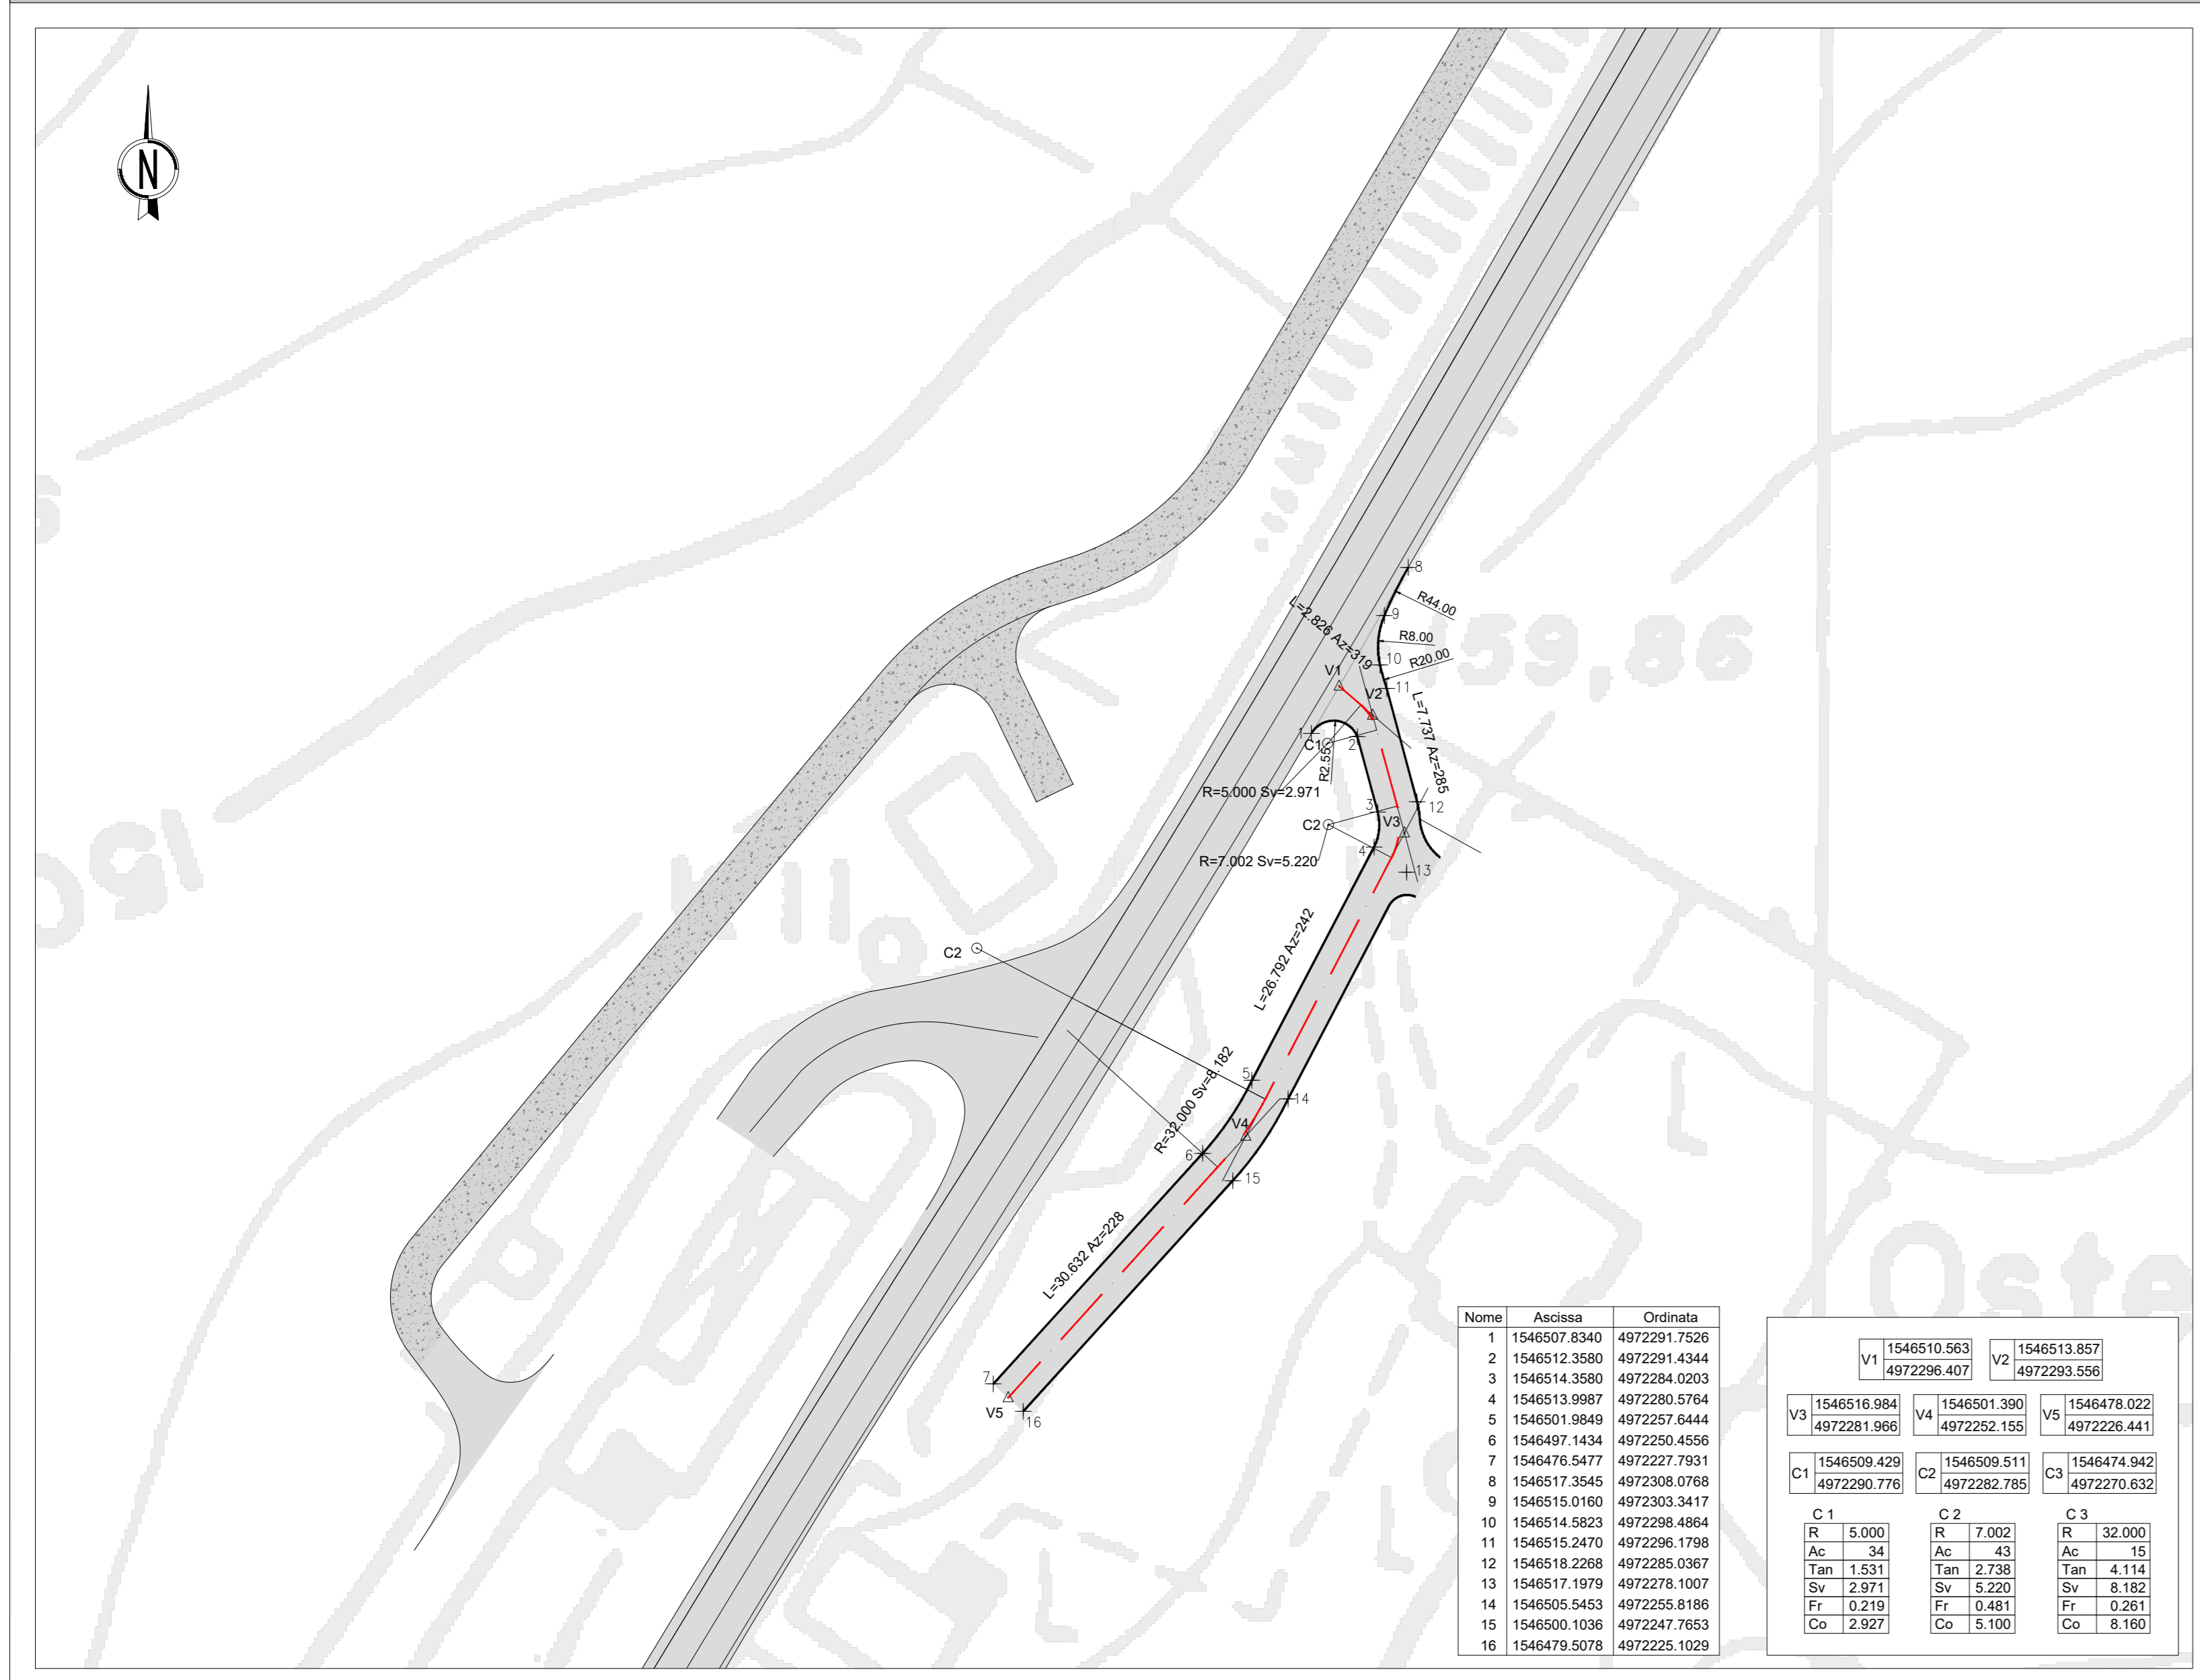 N
8
R44.00
9
L=2.826 Az=319
R8.00
159,86
10
R20.00
V1
11
V2
L=7.737 Az=285
1
C1
2
R2.55
R=5.000 Sv=2.971
3
12
C2
V3
4
R=7.002 Sv=5.220
13
150
L=26.792 Az=242
C2
5
14
R=32.000 Sv=8.182
V4
6
15
L=30.632 Az=228
7
V5
16
Oste
Nome Ascissa Ordinata
1 1546507.8340 4972291.7526
2 1546512.3580 4972291.4344
3 1546514.3580 4972284.0203
4 1546513.9987 4972280.5764
5 1546501.9849 4972257.6444
6 1546497.1434 4972250.4556
7 1546476.5477 4972227.7931
8 1546517.3545 4972308.0768
9 1546515.0160 4972303.3417
10 1546514.5823 4972298.4864
11 1546515.2470 4972296.1798
12 1546518.2268 4972285.0367
13 1546517.1979 4972278.1007
14 1546505.5453 4972255.8186
15 1546500.1036 4972247.7653
16 1546479.5078 4972225.1029
V1 1546510.563 4972296.407
V2 1546513.857 4972293.556
V3 1546516.984 4972281.966
V4 1546501.390 4972252.155
V5 1546478.022 4972226.441
C1 1546509.429 4972290.776
C2 1546509.511 4972282.785
C3 1546474.942 4972270.632
C 1
R 5.000
Ac 34
Tan 1.531
Sv 2.971
Fr 0.219
Co 2.927
C 2
R 7.002
Ac 43
Tan 2.738
Sv 5.220
Fr 0.481
Co 5.100
C 3
R 32.000
Ac 15
Tan 4.114
Sv 8.182
Fr 0.261
Co 8.160